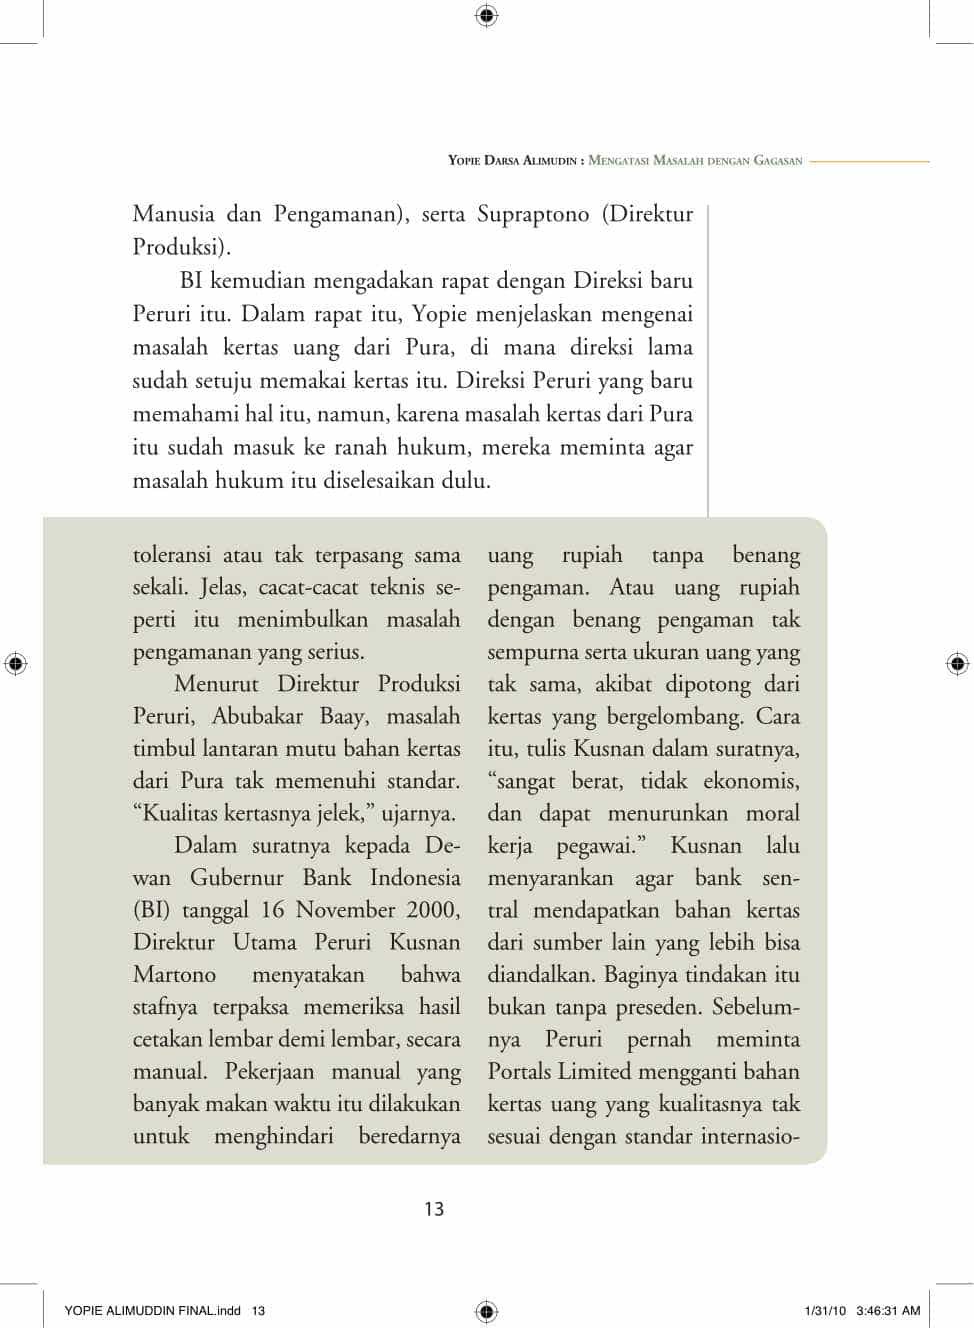 Yopie Darsa Alimudin : Mengatasi Masalah dengan Gagasan
Manusia dan Pengamanan), serta Supraptono (Direktur
Produksi).
BI kemudian mengadakan rapat dengan Direksi baru
Peruri itu. Dalam rapat itu, Yopie menjelaskan mengenai
masalah kertas uang dari Pura, di mana direksi lama
sudah setuju memakai kertas itu. Direksi Peruri yang baru
memahami hal itu, namun, karena masalah kertas dari Pura
itu sudah masuk ke ranah hukum, mereka meminta agar
masalah hukum itu diselesaikan dulu.
toleransi atau tak terpasang sama
sekali. Jelas, cacat-cacat teknis se-
perti itu menimbulkan masalah
pengamanan yang serius.
Menurut Direktur Produksi
Peruri, Abubakar Baay, masalah
timbul lantaran mutu bahan kertas
dari Pura tak memenuhi standar.
“Kualitas kertasnya jelek,” ujarnya.
Dalam suratnya kepada De-
wan Gubernur Bank Indonesia
(BI) tanggal 16 November 2000,
Direktur Utama Peruri Kusnan
Martono menyatakan bahwa
stafnya terpaksa memeriksa hasil
cetakan lembar demi lembar, secara
manual. Pekerjaan manual yang
banyak makan waktu itu dilakukan
untuk menghindari beredarnya
uang rupiah tanpa benang
pengaman. Atau uang rupiah
dengan benang pengaman tak
sempurna serta ukuran uang yang
tak sama, akibat dipotong dari
kertas yang bergelombang. Cara
itu, tulis Kusnan dalam suratnya,
“sangat berat, tidak ekonomis,
dan dapat menurunkan moral
kerja pegawai.” Kusnan lalu
menyarankan agar bank sen-
tral mendapatkan bahan kertas
dari sumber lain yang lebih bisa
diandalkan. Baginya tindakan itu
bukan tanpa preseden. Sebelum-
nya Peruri pernah meminta
Portals Limited mengganti bahan
kertas uang yang kualitasnya tak
sesuai dengan standar internasio-
13
YOPIE ALIMUDDIN FINAL.indd 13
1/31/10 3:46:31 AM